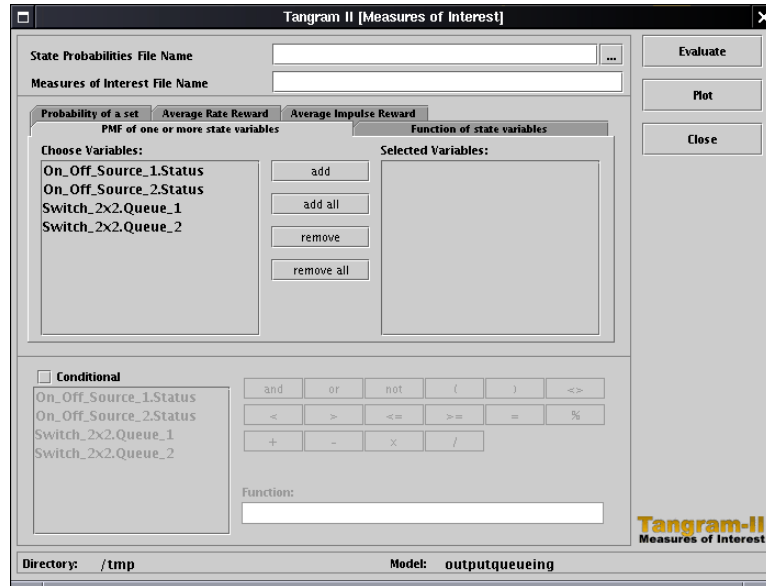 Tangram II [Measures of Interest]
State Probabilities File Name
...
Evaluate
Measures of Interest File Name
Plot
Close
Probability of a set
Average Rate Reward
Average Impulse Reward
PMF of one or more state variables
Function of state variables
Choose Variables:
Selected Variables:
On_Off_Source_1.Status
On_Off_Source_2.Status
Switch_2x2.Queue_1
Switch_2x2.Queue_2
add
add all
remove
remove all
Conditional
On_Off_Source_1.Status
On_Off_Source_2.Status
Switch_2x2.Queue_1
Switch_2x2.Queue_2
and or not ( ) <>
< > <= >= = %
+ - x /
Function:
Tangram-II
Measures of Interest
Directory: /tmp
Model: outputqueueing